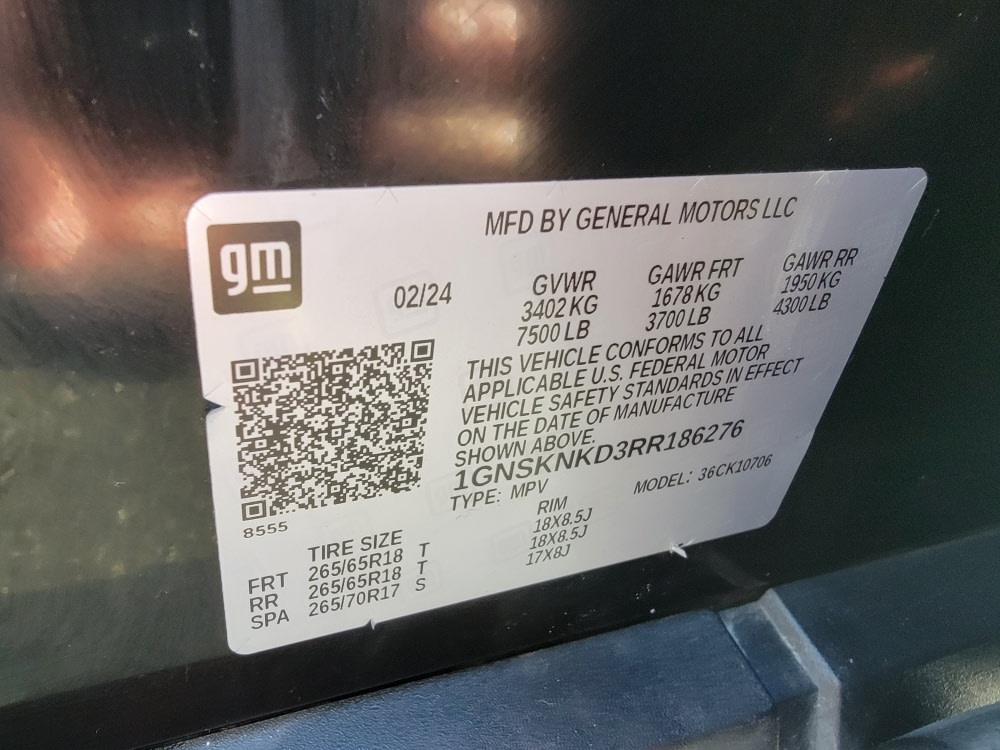 gm
MFD BY GENERAL MOTORS LLC
02/24
GVWR GAWR FRT GAWR RR
3402 KG 1678 KG 1950 KG
7500 LB 3700 LB 4300 LB
THIS VEHICLE CONFORMS TO ALL
APPLICABLE U.S. FEDERAL MOTOR
VEHICLE SAFETY STANDARDS IN EFFECT
ON THE DATE OF MANUFACTURE
SHOWN ABOVE.
1GNSKNKD3RR186276
TYPE: MPV MODEL: 36CK10706
8555
TIRE SIZE RIM
FRT 265/65R18 T 18X8.5J
RR 265/65R18 T 18X8.5J
SPA 265/70R17 S 17X8J